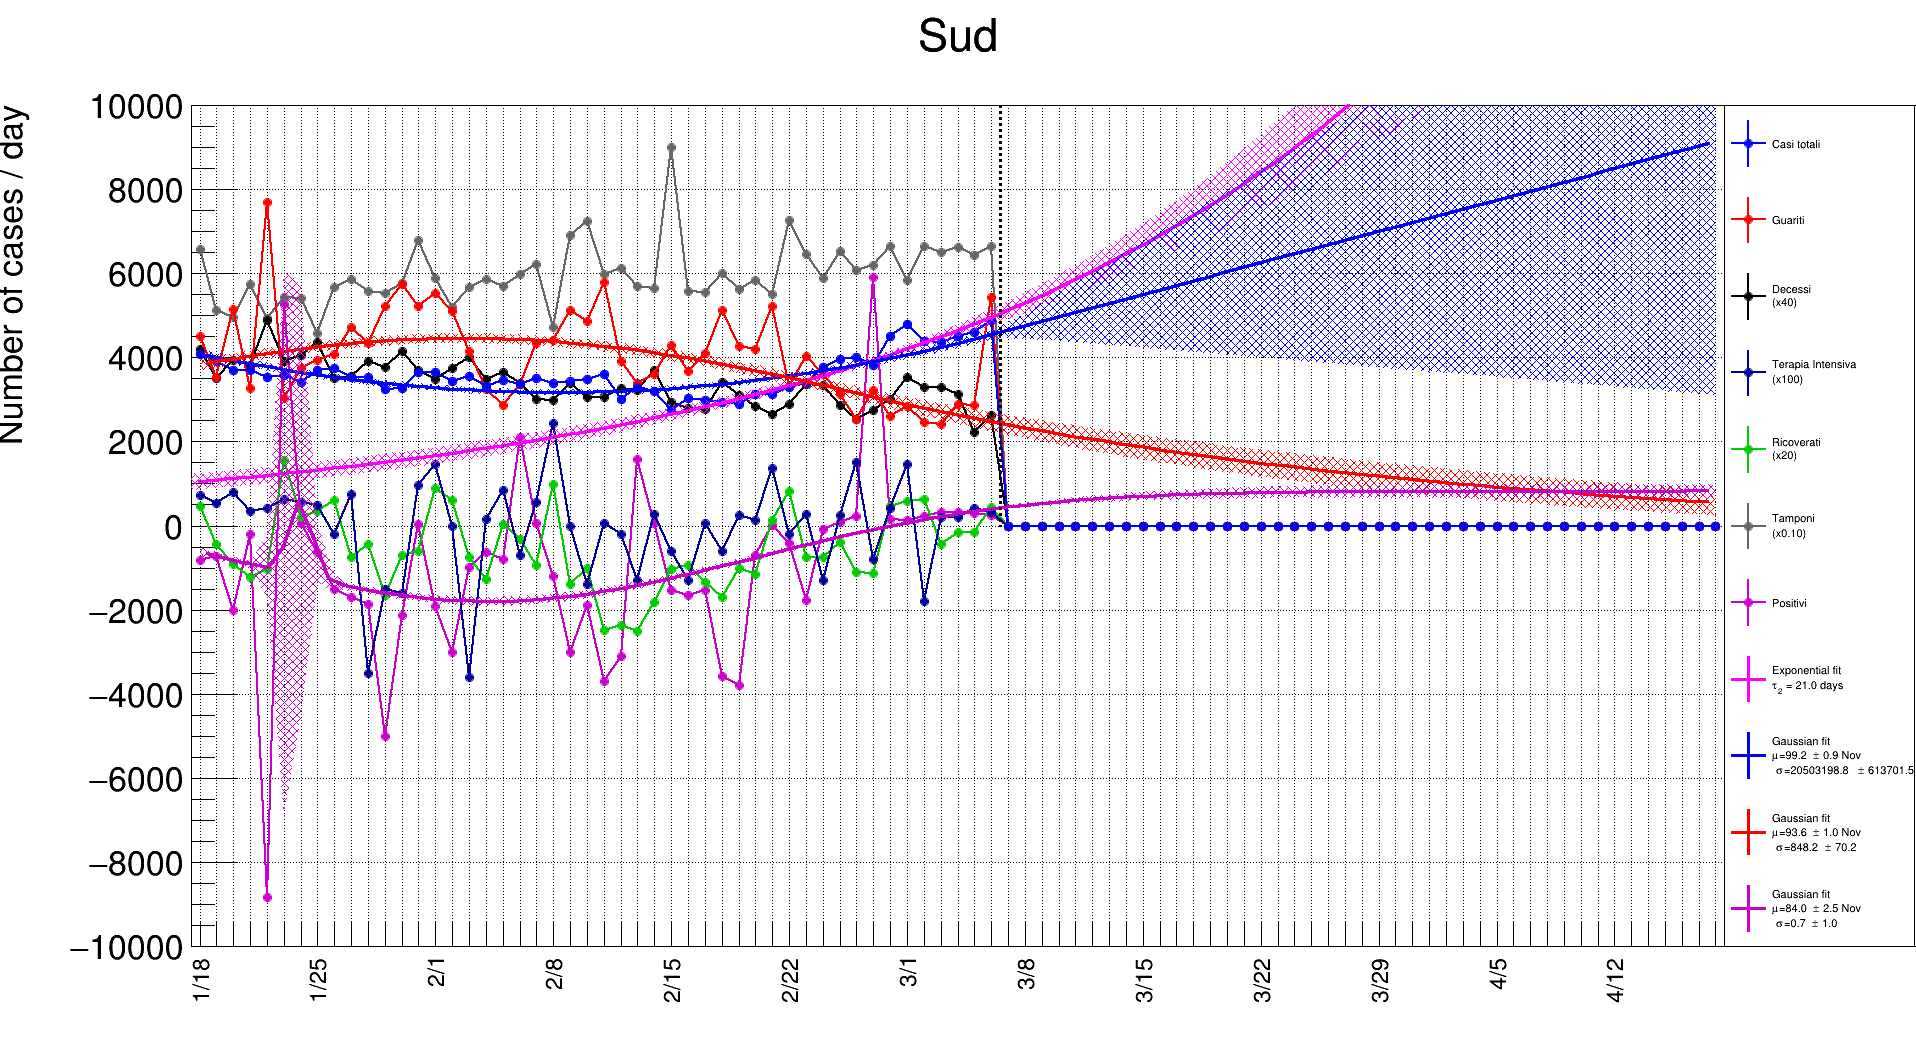 Sud
Number of cases / day
10000
8000
6000
4000
2000
0
−2000
−4000
−6000
−8000
−10000
1/18
1/25
2/1
2/8
2/15
2/22
3/1
3/8
3/15
3/22
3/29
4/5
4/12
Casi totali
Guariti
Decessi
(x40)
Terapia Intensiva
(x100)
Ricoverati
(x20)
Tamponi
(x0.10)
Positivi
Exponential fit
τ2 = 21.0 days
Gaussian fit
μ=99.2 ± 0.9 Nov
σ=20503198.8 ± 613701.5
Gaussian fit
μ=93.6 ± 1.0 Nov
σ=848.2 ± 70.2
Gaussian fit
μ=84.0 ± 2.5 Nov
σ=0.7 ± 1.0